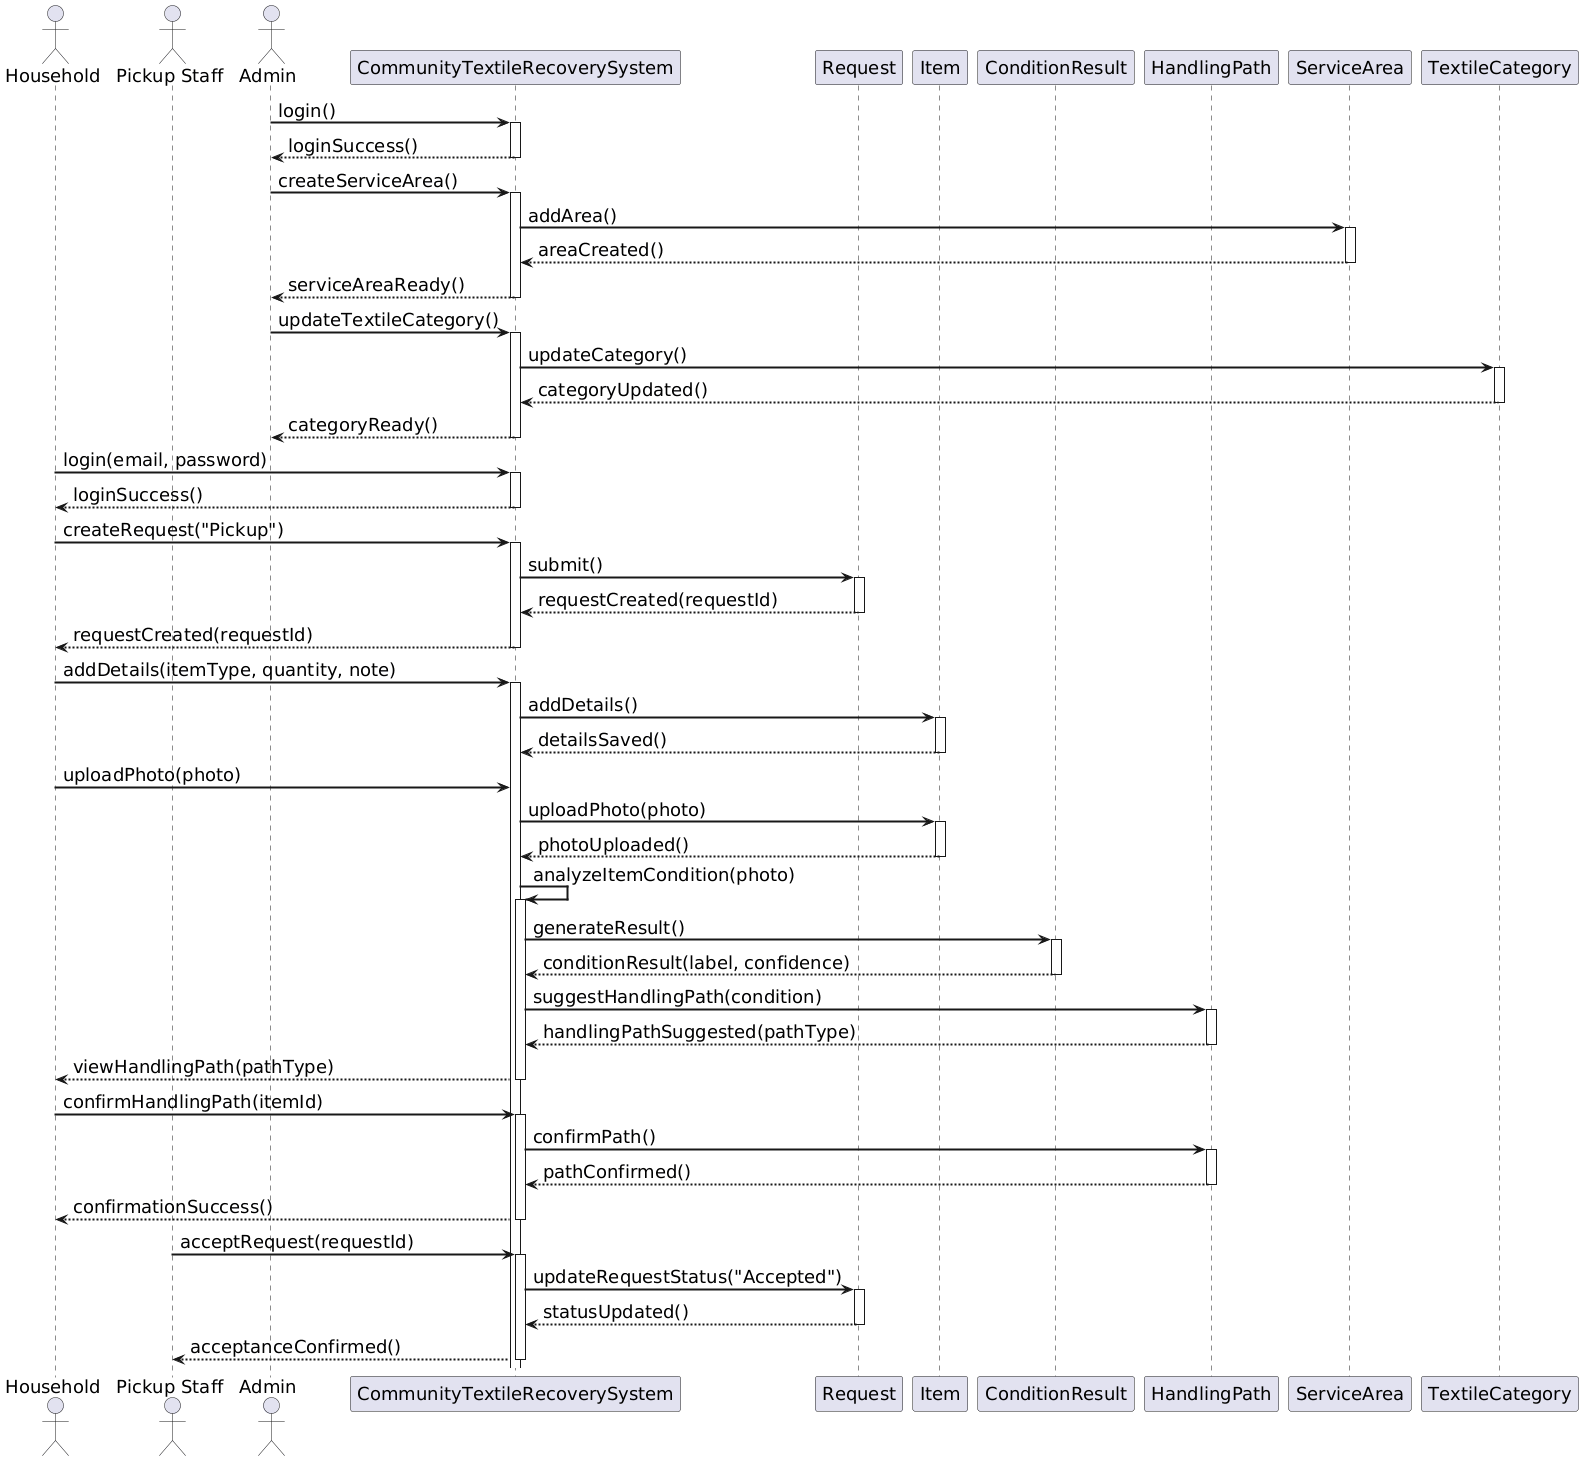 Household
Pickup Staff
Admin
CommunityTextileRecoverySystem
Request
Item
ConditionResult
HandlingPath
ServiceArea
TextileCategory
login()
loginSuccess()
createServiceArea()
addArea()
areaCreated()
serviceAreaReady()
updateTextileCategory()
updateCategory()
categoryUpdated()
categoryReady()
login(email, password)
loginSuccess()
createRequest("Pickup")
submit()
requestCreated(requestId)
requestCreated(requestId)
addDetails(itemType, quantity, note)
addDetails()
detailsSaved()
uploadPhoto(photo)
uploadPhoto(photo)
photoUploaded()
analyzeItemCondition(photo)
generateResult()
conditionResult(label, confidence)
suggestHandlingPath(condition)
handlingPathSuggested(pathType)
viewHandlingPath(pathType)
confirmHandlingPath(itemId)
confirmPath()
pathConfirmed()
confirmationSuccess()
acceptRequest(requestId)
updateRequestStatus("Accepted")
statusUpdated()
acceptanceConfirmed()
Household
Pickup Staff
Admin
CommunityTextileRecoverySystem
Request
Item
ConditionResult
HandlingPath
ServiceArea
TextileCategory